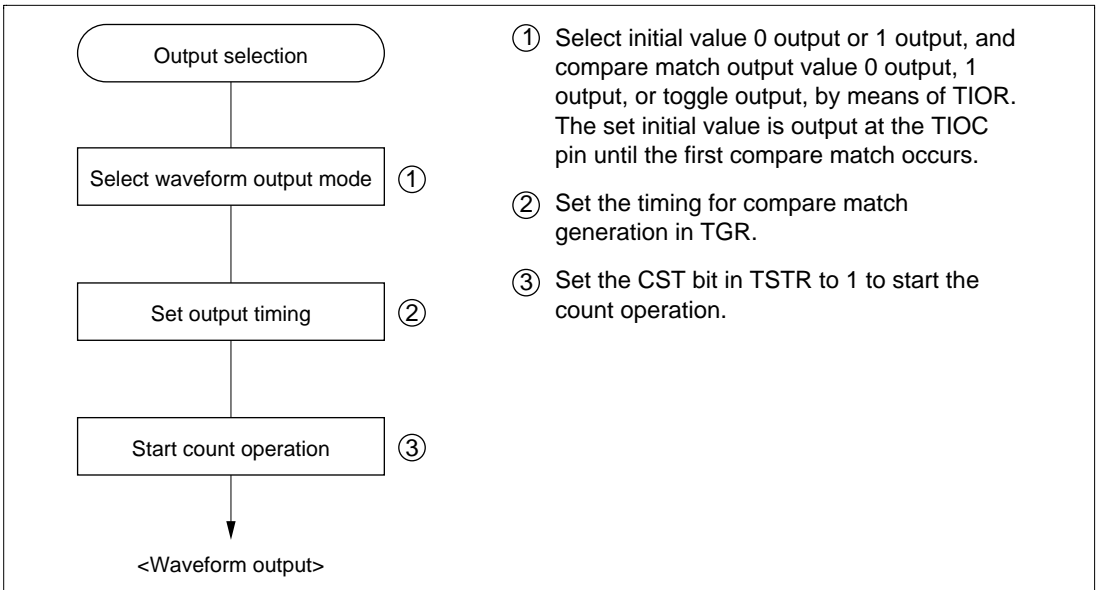 Output selection
Select waveform output mode ①
Set output timing ②
Start count operation ③
<Waveform output>
① Select initial value 0 output or 1 output, and
compare match output value 0 output, 1
output, or toggle output, by means of TIOR.
The set initial value is output at the TIOC
pin until the first compare match occurs.
② Set the timing for compare match
generation in TGR.
③ Set the CST bit in TSTR to 1 to start the
count operation.